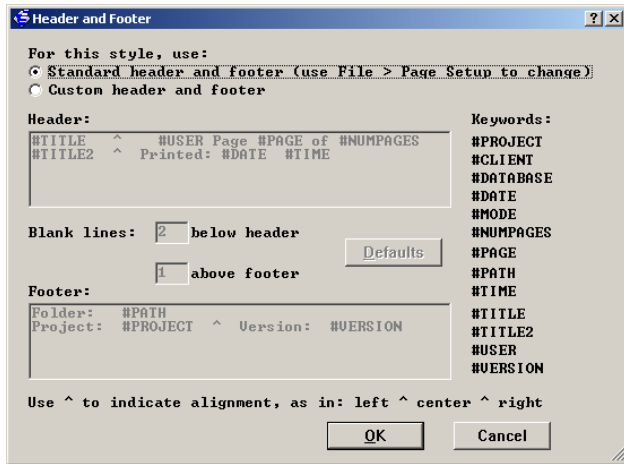 Header and Footer
For this style, use:
Standard header and footer (use File > Page Setup to change)
Custom header and footer
Header:
#TITLE ^ #USER Page #PAGE of #NUMPAGES
#TITLE2 ^ Printed: #DATE #TIME
Blank lines: 2 below header
Defaults
1 above footer
Footer:
Folder: #PATH
Project: #PROJECT ^ Version: #VERSION
Keywords:
#PROJECT
#CLIENT
#DATABASE
#DATE
#MODE
#NUMPAGES
#PAGE
#PATH
#TIME
#TITLE
#TITLE2
#USER
#VERSION
Use ^ to indicate alignment, as in: left ^ center ^ right
OK
Cancel